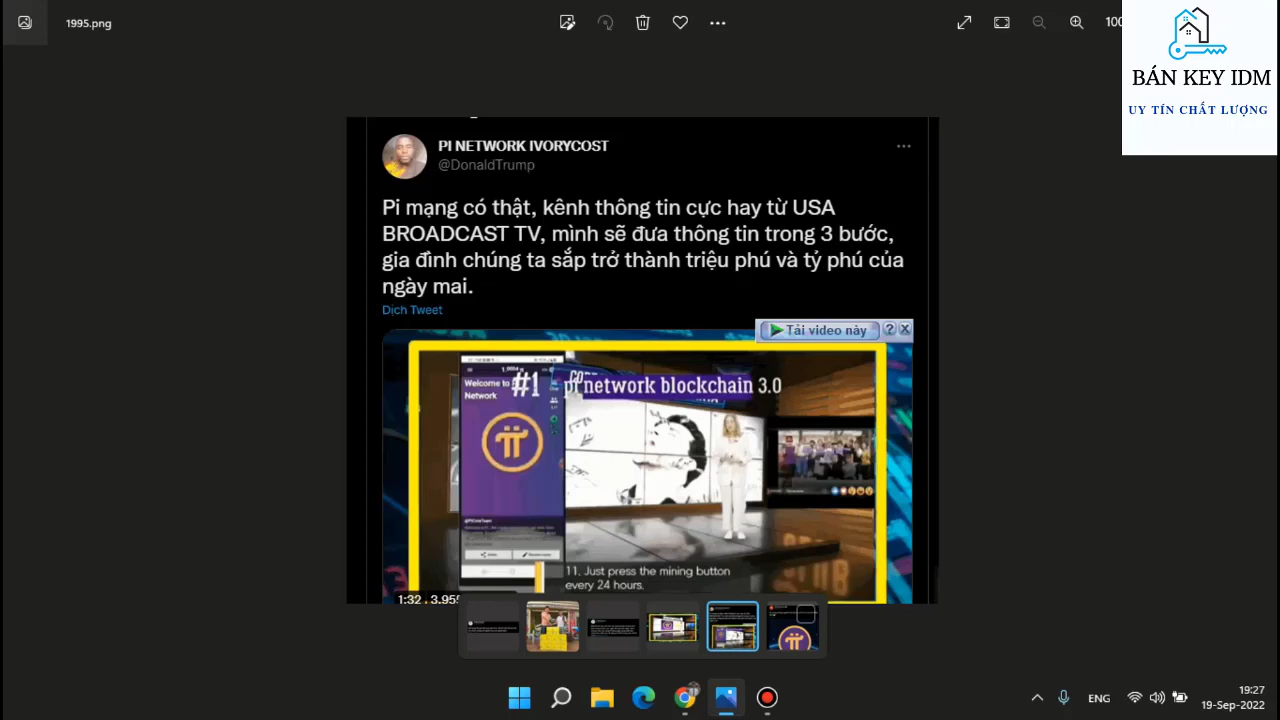 1995.png
100
BÁN KEY IDM
UY TÍN CHẤT LƯỢNG
PI NETWORK IVORYCOST
@DonaldTrump
Pi mạng có thật, kênh thông tin cực hay từ USA
BROADCAST TV, mình sẽ đưa thông tin trong 3 bước,
gia đình chúng ta sắp trở thành triệu phú và tỷ phú của
ngày mai.
Dịch Tweet
Tải video này
Welcome to
Network
#1
pi network blockchain 3.0
11. Just press the mining button
every 24 hours.
1:32
ENG
19:27
19-Sep-2022